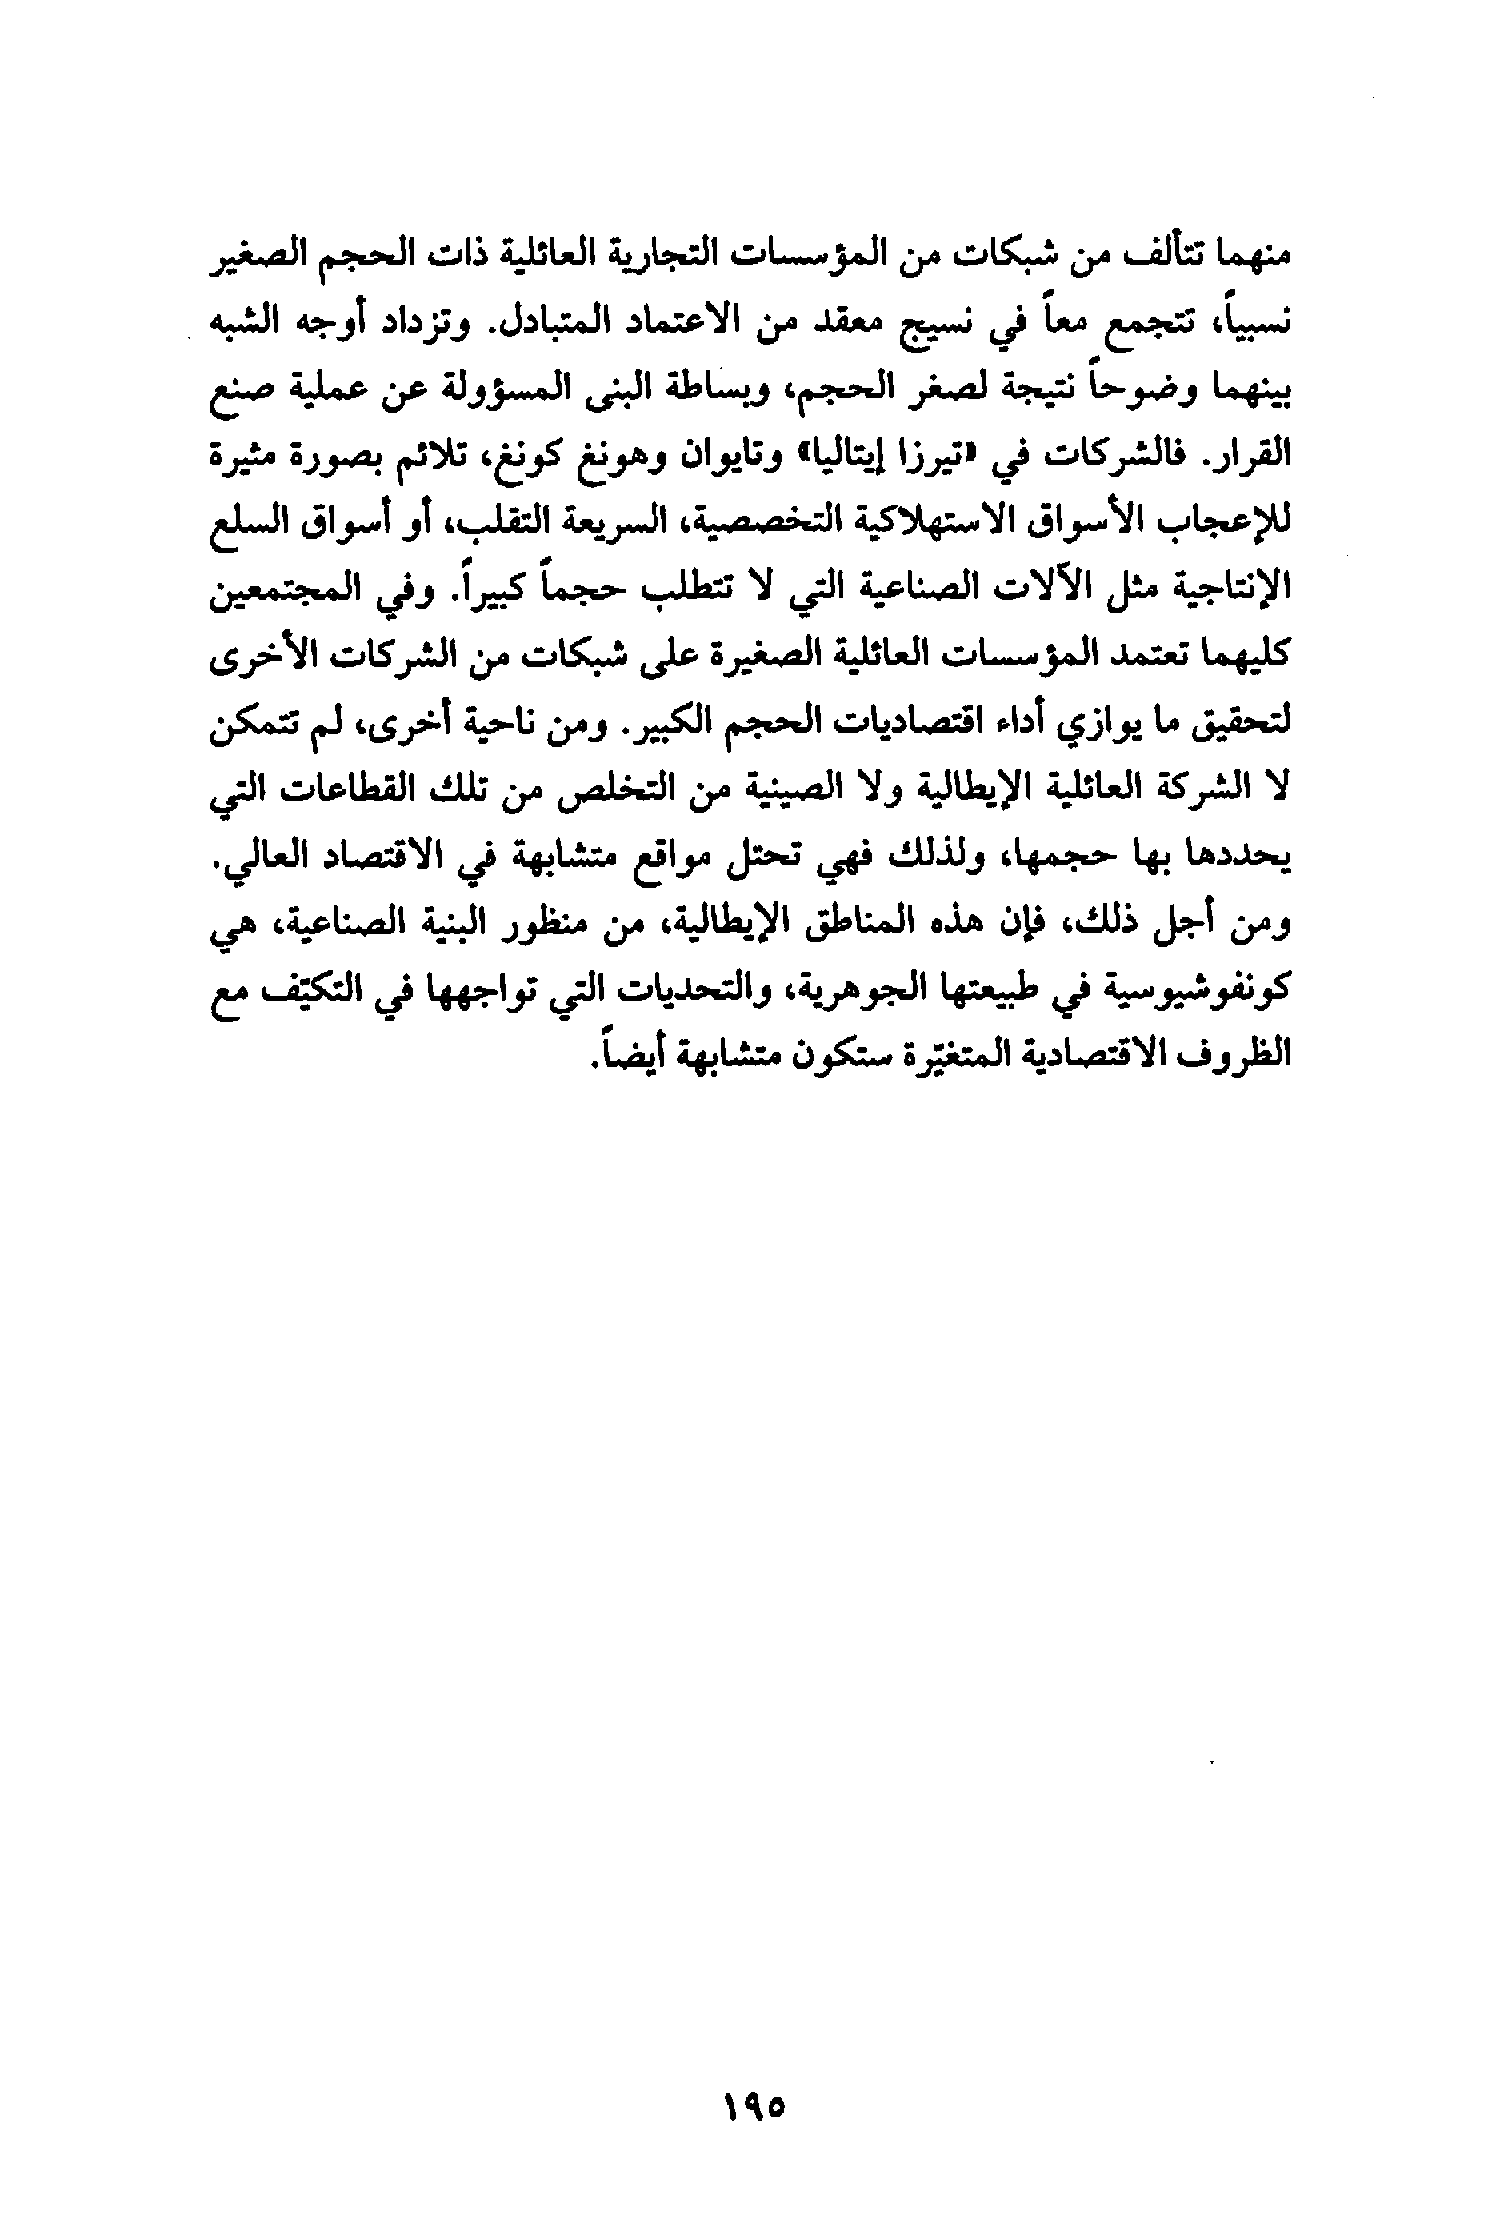 منهما تتألف من شبكات من المؤسسات التجارية العائلية ذات الحجم الصغير
نسبياً، تتجمع معاً في نسيج معقد من الاعتماد المتبادل. وتزداد أوجه الشبه
بينهما وضوحاً نتيجة لصغر الحجم، وبساطة البنى المسؤولة عن عملية صنع
القرار. فالشركات في «تيرزا إيتاليا» وتايوان وهونغ كونغ، تلائم بصورة مثيرة
للإعجاب الأسواق الاستهلاكية التخصصية، السريعة التقلب، أو أسواق السلع
الإنتاجية مثل الآلات الصناعية التي لا تتطلب حجماً كبيراً. وفي المجتمعين
كليهما تعتمد المؤسسات العائلية الصغيرة على شبكات من الشركات الأخرى
لتحقيق ما يوازي أداء اقتصاديات الحجم الكبير. ومن ناحية أخرى، لم تتمكن
لا الشركة العائلية الإيطالية ولا الصينية من التخلص من تلك القطاعات التي
يحددها بها حجمها، ولذلك فهي تحتل مواقع متشابهة في الاقتصاد العالي.
ومن أجل ذلك، فإن هذه المناطق الإيطالية، من منظور البنية الصناعية، هي
كونفوشيوسية في طبيعتها الجوهرية، والتحديات التي تواجهها في التكيّف مع
الظروف الاقتصادية المتغيّرة ستكون متشابهة أيضاً.
١٩٥